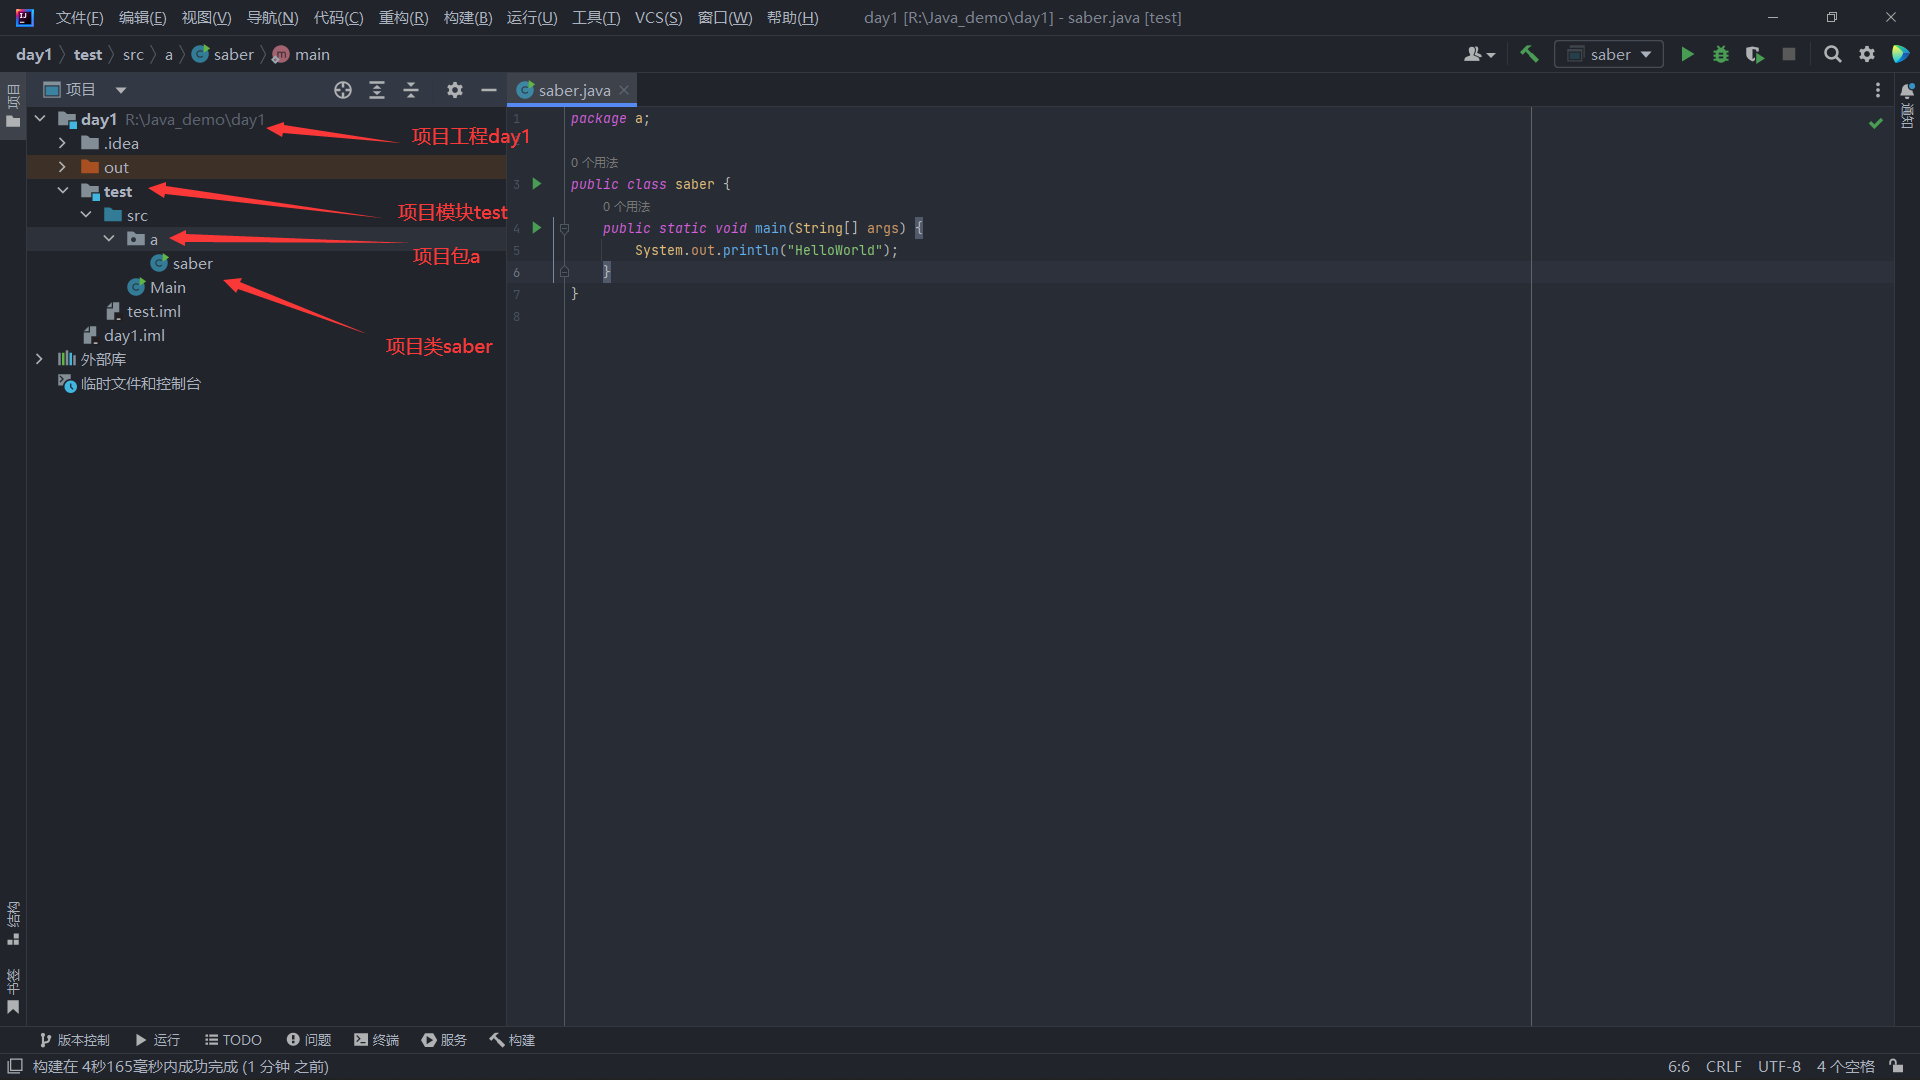 文件(F) 编辑(E) 视图(V) 导航(N) 代码(C) 重构(R) 构建(B) 运行(U) 工具(T) VCS(S) 窗口(W) 帮助(H) day1 [R:\Java_demo\day1] - saber.java [test]
day1 test src a saber main
saber
项目
项目
saber.java
通知
day1 R:\Java_demo\day1
项目工程day1
.idea
out
test
项目模块test
src
a
项目包a
saber
Main
test.iml
day1.iml
项目类saber
外部库
临时文件和控制台
1 package a;
0 个用法
3 public class saber {
0 个用法
4 public static void main(String[] args) {
5 System.out.println("HelloWorld");
6 }
7 }
8
结构
书签
版本控制 运行 TODO 问题 终端 服务 构建
构建在 4秒165毫秒内成功完成 (1 分钟 之前) 6:6 CRLF UTF-8 4 个空格